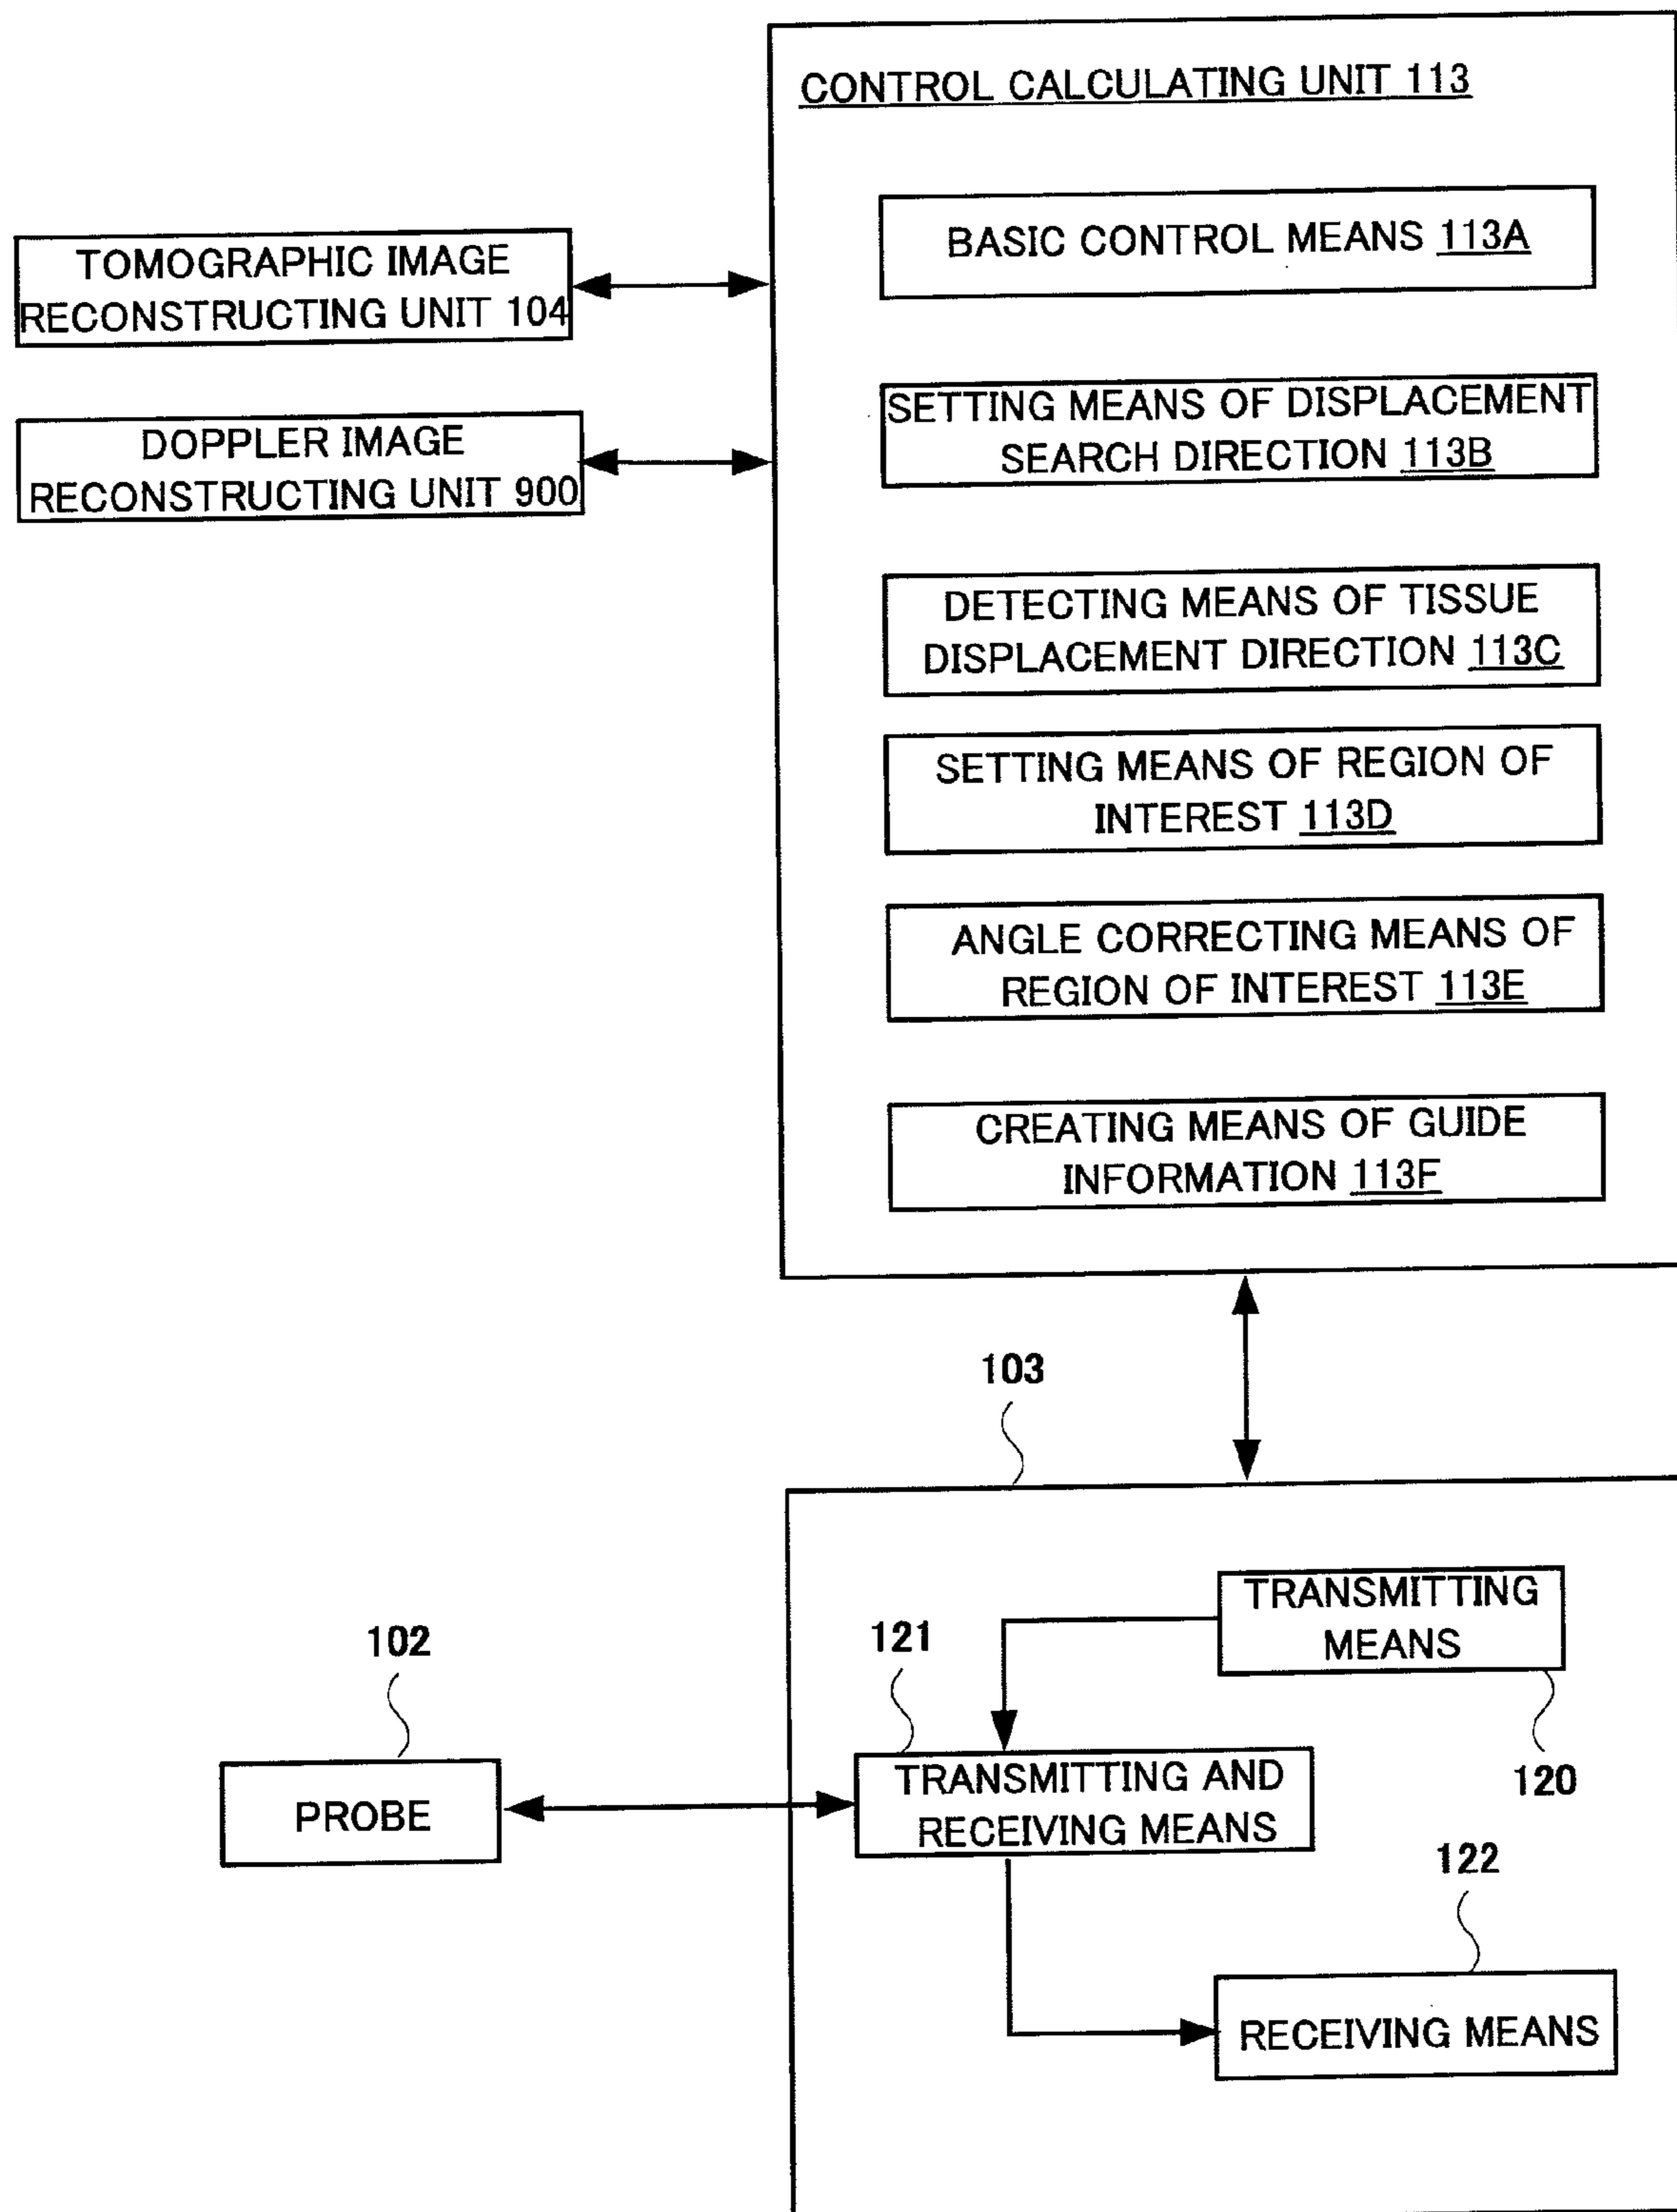 CONTROL CALCULATING UNIT 113
BASIC CONTROL MEANS 113A
TOMOGRAPHIC IMAGE
RECONSTRUCTING UNIT 104
SETTING MEANS OF DISPLACEMENT
SEARCH DIRECTION 113B
DOPPLER IMAGE
RECONSTRUCTING UNIT 900
DETECTING MEANS OF TISSUE
DISPLACEMENT DIRECTION 113C
SETTING MEANS OF REGION OF
INTEREST 113D
ANGLE CORRECTING MEANS OF
REGION OF INTEREST 113E
CREATING MEANS OF GUIDE
INFORMATION 113F
103
TRANSMITTING
MEANS
120
102
121
PROBE
TRANSMITTING AND
RECEIVING MEANS
122
RECEIVING MEANS